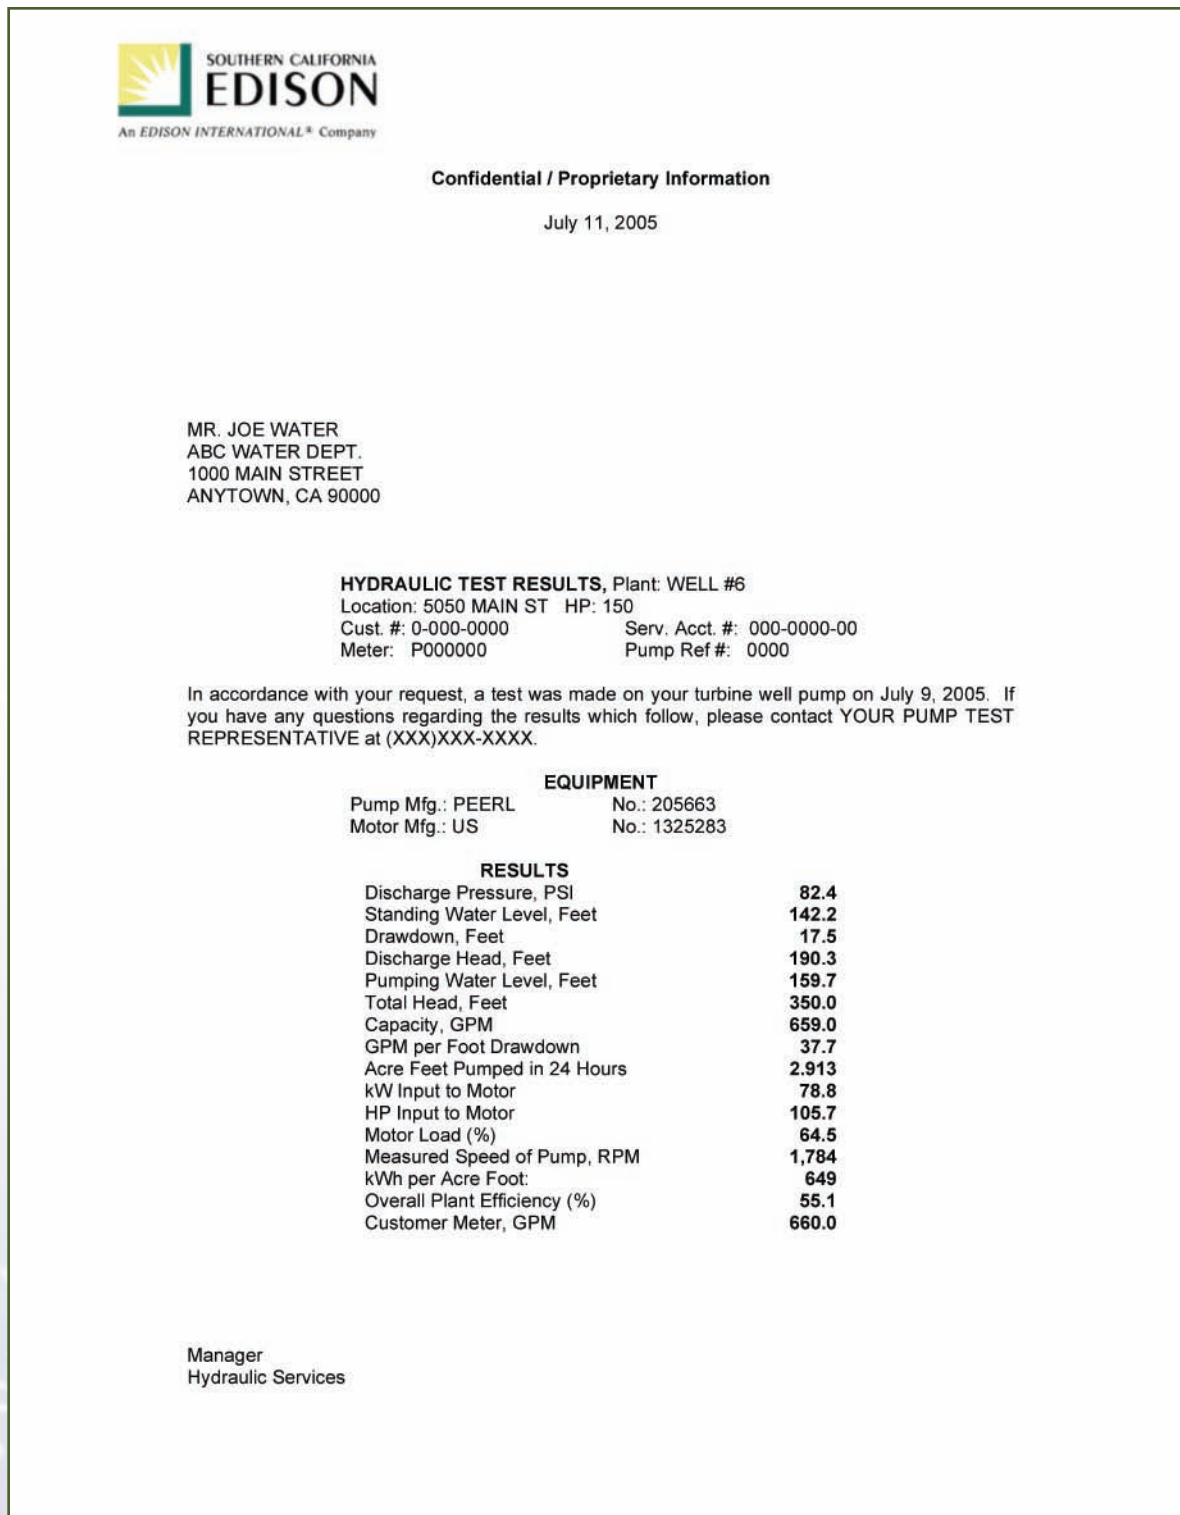 SOUTHERN CALIFORNIA
EDISON
An EDISON INTERNATIONAL® Company
Confidential / Proprietary Information
July 11, 2005
MR. JOE WATER
ABC WATER DEPT.
1000 MAIN STREET
ANYTOWN, CA 90000
HYDRAULIC TEST RESULTS, Plant: WELL #6
Location: 5050 MAIN ST HP: 150
Cust. #: 0-000-0000 Serv. Acct. #: 000-0000-00
Meter: P000000 Pump Ref #: 0000
In accordance with your request, a test was made on your turbine well pump on July 9, 2005. If
you have any questions regarding the results which follow, please contact YOUR PUMP TEST
REPRESENTATIVE at (XXX)XXX-XXXX.
EQUIPMENT
Pump Mfg.: PEERL No.: 205663
Motor Mfg.: US No.: 1325283
RESULTS
Discharge Pressure, PSI 82.4
Standing Water Level, Feet 142.2
Drawdown, Feet 17.5
Discharge Head, Feet 190.3
Pumping Water Level, Feet 159.7
Total Head, Feet 350.0
Capacity, GPM 659.0
GPM per Foot Drawdown 37.7
Acre Feet Pumped in 24 Hours 2.913
kW Input to Motor 78.8
HP Input to Motor 105.7
Motor Load (%) 64.5
Measured Speed of Pump, RPM 1,784
kWh per Acre Foot: 649
Overall Plant Efficiency (%) 55.1
Customer Meter, GPM 660.0
Manager
Hydraulic Services